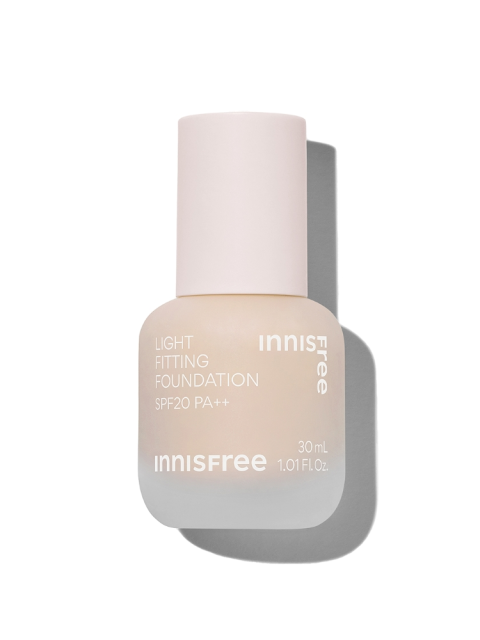 LIGHT
FITTING
FOUNDATION
SPF20 PA++
INNISFree
30 mL
1.01 Fl. Oz.
INNISFree